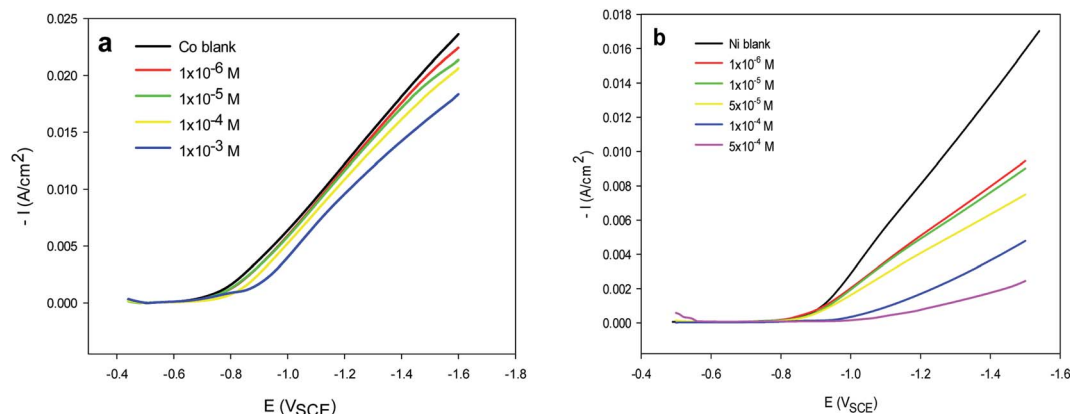 a
Co blank
1x10⁻⁶ M
1x10⁻⁵ M
1x10⁻⁴ M
1x10⁻³ M
0.025
0.020
0.015
0.010
0.005
0.000
- I (A/cm²)
-0.4 -0.6 -0.8 -1.0 -1.2 -1.4 -1.6 -1.8
E (V_SCE)
b
Ni blank
1x10⁻⁶ M
1x10⁻⁵ M
5x10⁻⁵ M
1x10⁻⁴ M
5x10⁻⁴ M
0.018
0.016
0.014
0.012
0.010
0.008
0.006
0.004
0.002
0.000
- I (A/cm²)
-0.4 -0.6 -0.8 -1.0 -1.2 -1.4 -1.6
E (V_SCE)